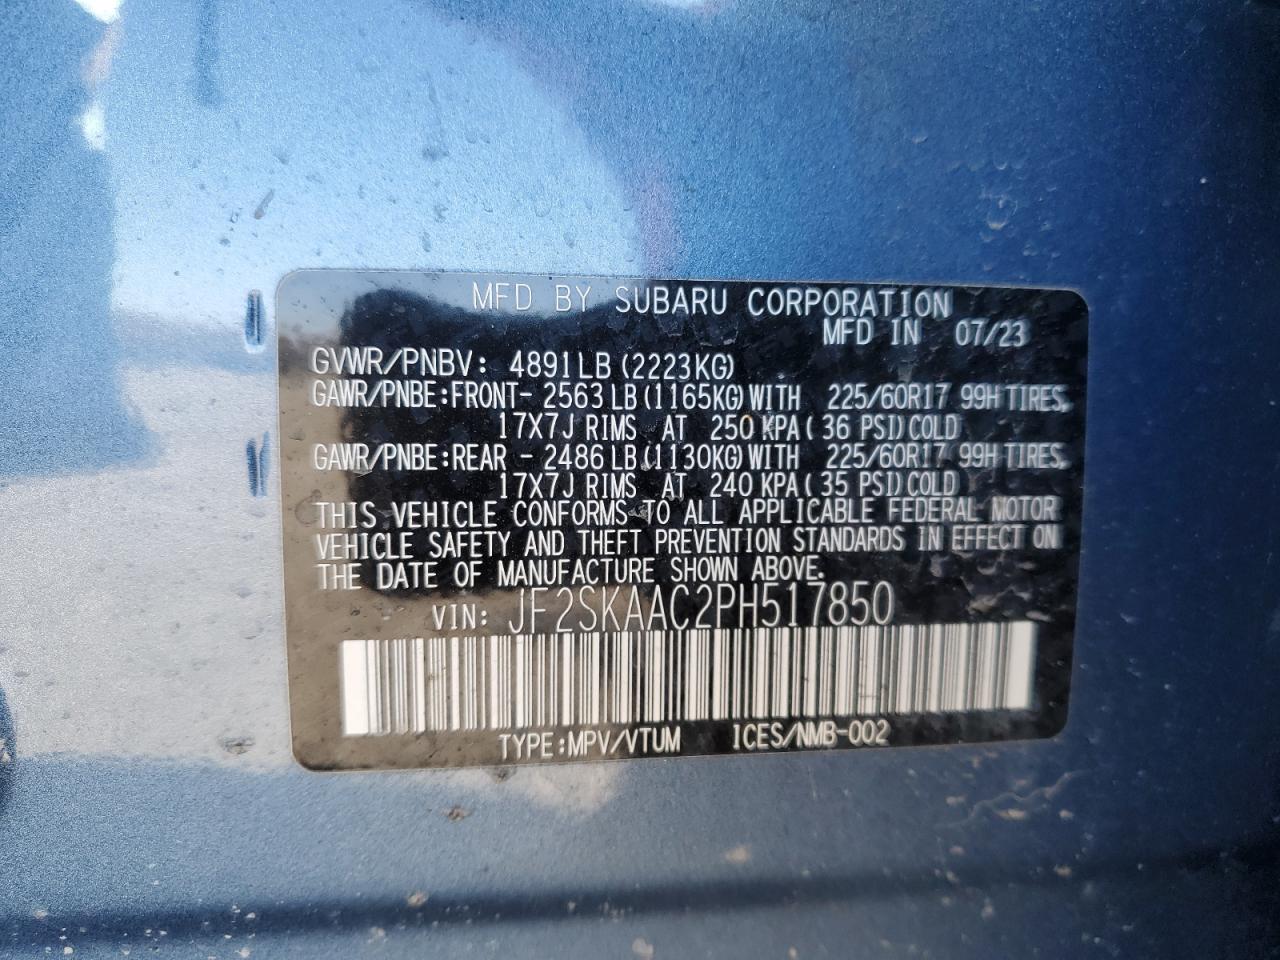 MFD BY SUBARU CORPORATION
MFD IN 07/23
GVWR/PNBV: 4891LB (2223KG)
GAWR/PNBE:FRONT- 2563LB(1165KG)WITH 225/60R17 99H TIRES,
17X7J RIMS AT 250 KPA( 36 PSI)COLD
GAWR/PNBE:REAR - 2486LB(1130KG)WITH 225/60R17 99H TIRES,
17X7J RIMS AT 240 KPA( 35 PSI)COLD
THIS VEHICLE CONFORMS TO ALL APPLICABLE FEDERAL MOTOR
VEHICLE SAFETY AND THEFT PREVENTION STANDARDS IN EFFECT ON
THE DATE OF MANUFACTURE SHOWN ABOVE.
VIN: JF2SKAAC2PH517850
TYPE:MPV/VTUM ICES/NMB-002